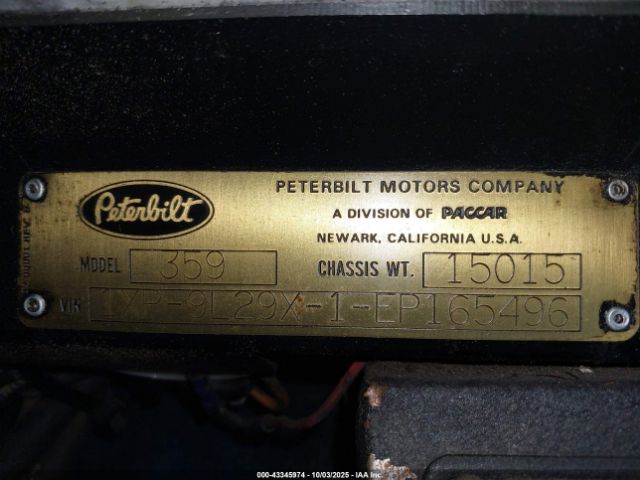 Peterbilt
PETERBILT MOTORS COMPANY
A DIVISION OF PACCAR
NEWARK, CALIFORNIA U.S.A.
MODEL 359 CHASSIS WT. 15015
VIN 1XP-9L29X-1-EP165496
000-43345974 - 10/03/2025 - IAA Inc.